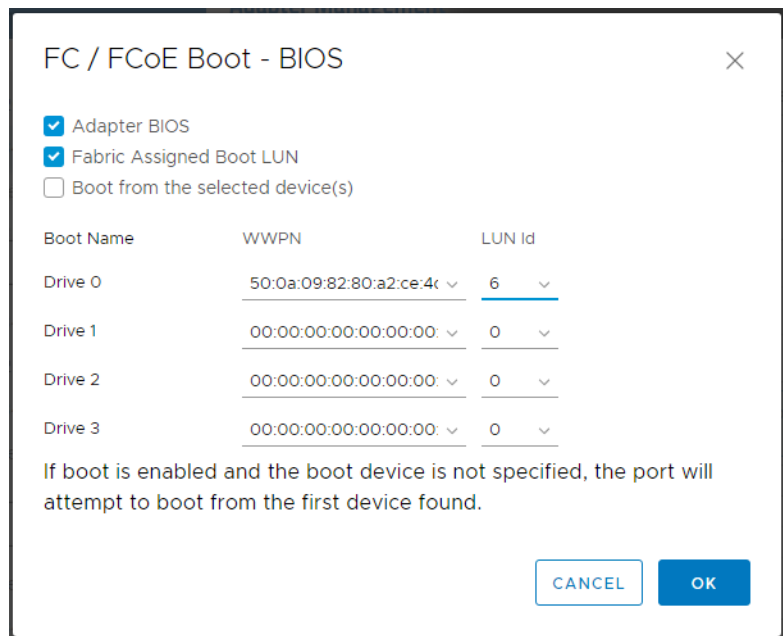 FC / FCoE Boot - BIOS
Adapter BIOS
Fabric Assigned Boot LUN
Boot from the selected device(s)
Boot Name WWPN LUN Id
Drive 0 50:0a:09:82:80:a2:ce:4 6
Drive 1 00:00:00:00:00:00:00: 0
Drive 2 00:00:00:00:00:00:00: 0
Drive 3 00:00:00:00:00:00:00: 0
If boot is enabled and the boot device is not specified, the port will
attempt to boot from the first device found.
CANCEL OK